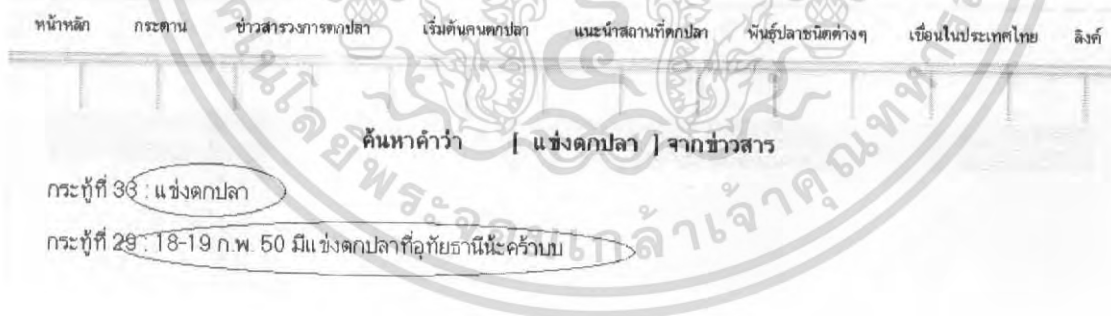 หน้าหลัก กระดาน ข่าวสารวงการตกปลา เริ่มต้นคนตกปลา แนะนำสถานที่ตกปลา พันธุ์ปลาชนิดต่างๆ เขื่อนในประเทศไทย ลิงค์
ค้นหาคำว่า [ แข่งตกปลา ] จากข่าวสาร
กระทู้ที่ 33 : แข่งตกปลา
กระทู้ที่ 29 : 18-19 ก.พ. 50 มีแข่งตกปลาที่อุทัยธานีน้ะคร้าบบ